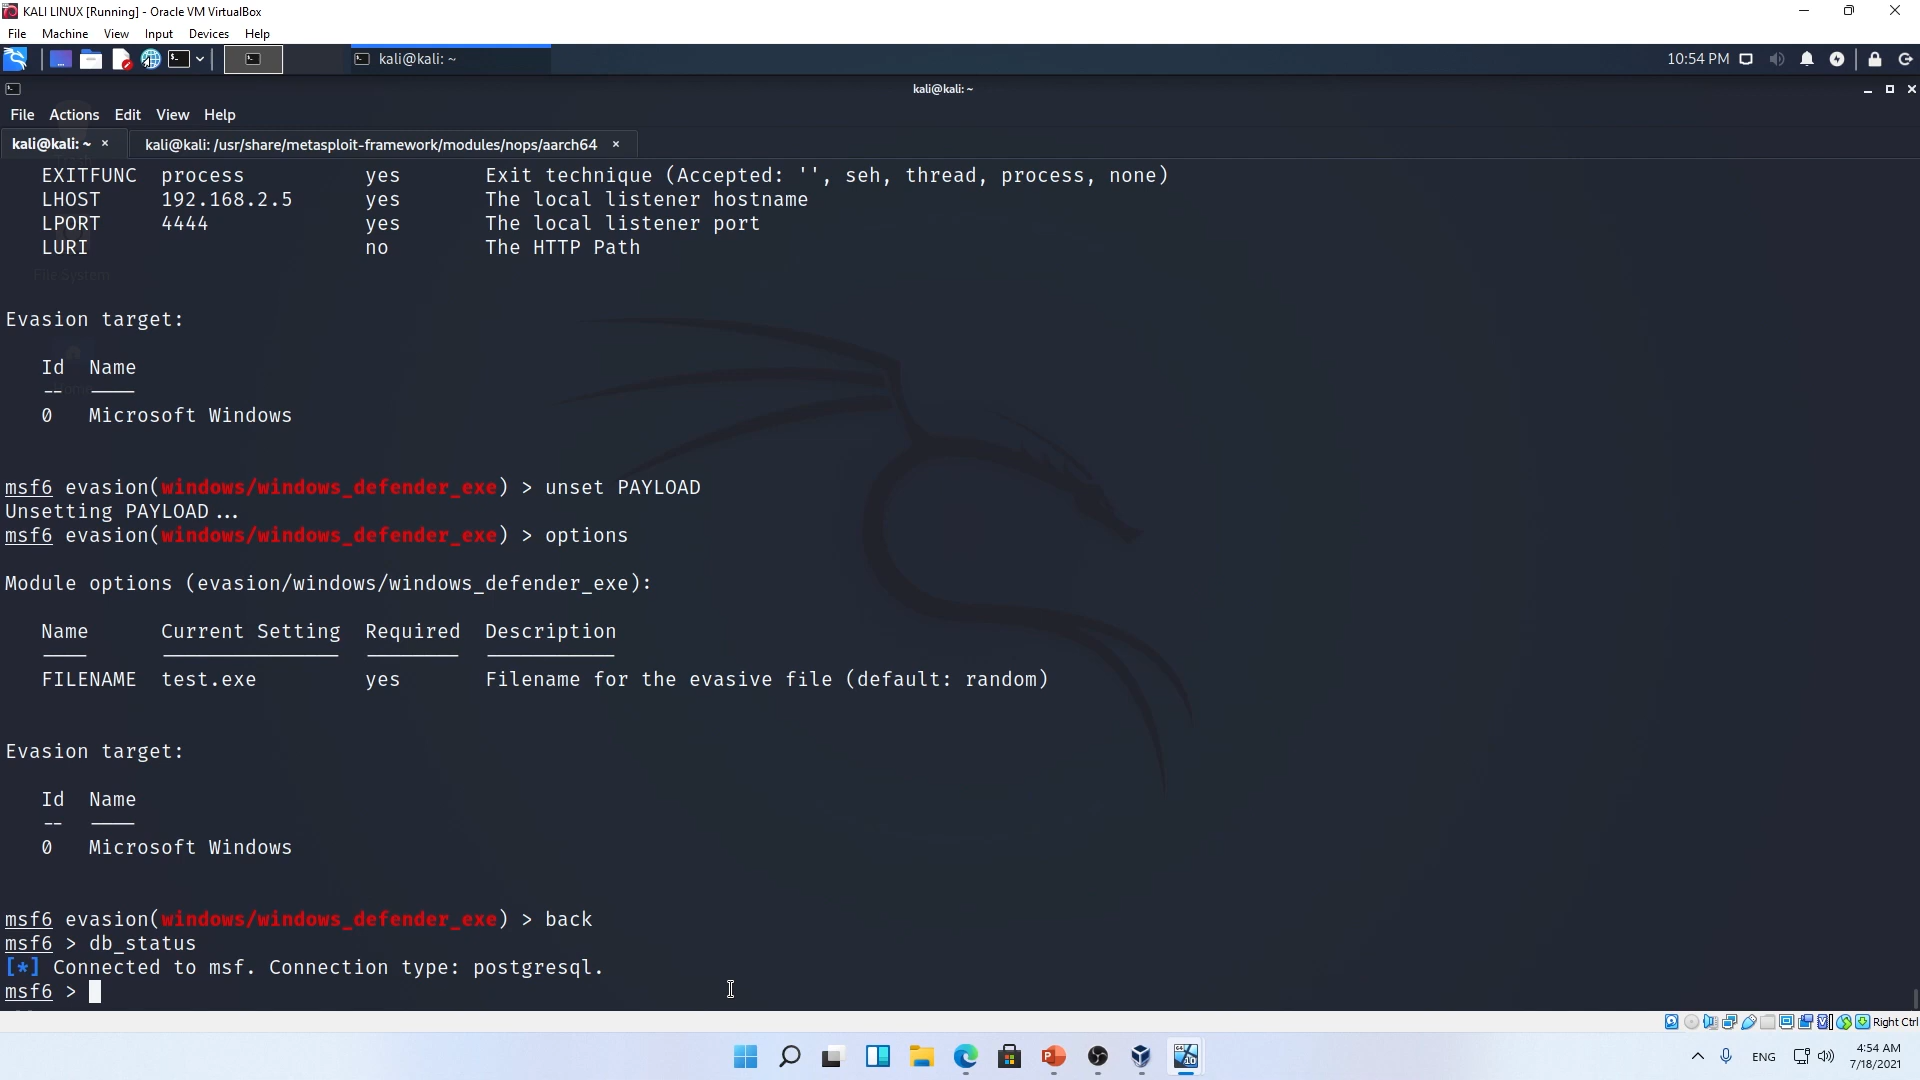 KALI LINUX [Running] - Oracle VM VirtualBox
File Machine View Input Devices Help
kali@kali: ~
10:54 PM
kali@kali: ~
File Actions Edit View Help
kali@kali: ~ × kali@kali: /usr/share/metasploit-framework/modules/nops/aarch64 ×
EXITFUNC process yes Exit technique (Accepted: '', seh, thread, process, none)
LHOST 192.168.2.5 yes The local listener hostname
LPORT 4444 yes The local listener port
LURI no The HTTP Path
File System
Evasion target:
Id Name
-- ----
0 Microsoft Windows
msf6 evasion(windows/windows_defender_exe) > unset PAYLOAD
Unsetting PAYLOAD...
msf6 evasion(windows/windows_defender_exe) > options
Module options (evasion/windows/windows_defender_exe):
Name Current Setting Required Description
---- --------------- -------- -----------
FILENAME test.exe yes Filename for the evasive file (default: random)
Evasion target:
Id Name
-- ----
0 Microsoft Windows
msf6 evasion(windows/windows_defender_exe) > back
msf6 > db_status
[*] Connected to msf. Connection type: postgresql.
msf6 >
Right Ctrl
ENG
4:54 AM
7/18/2021